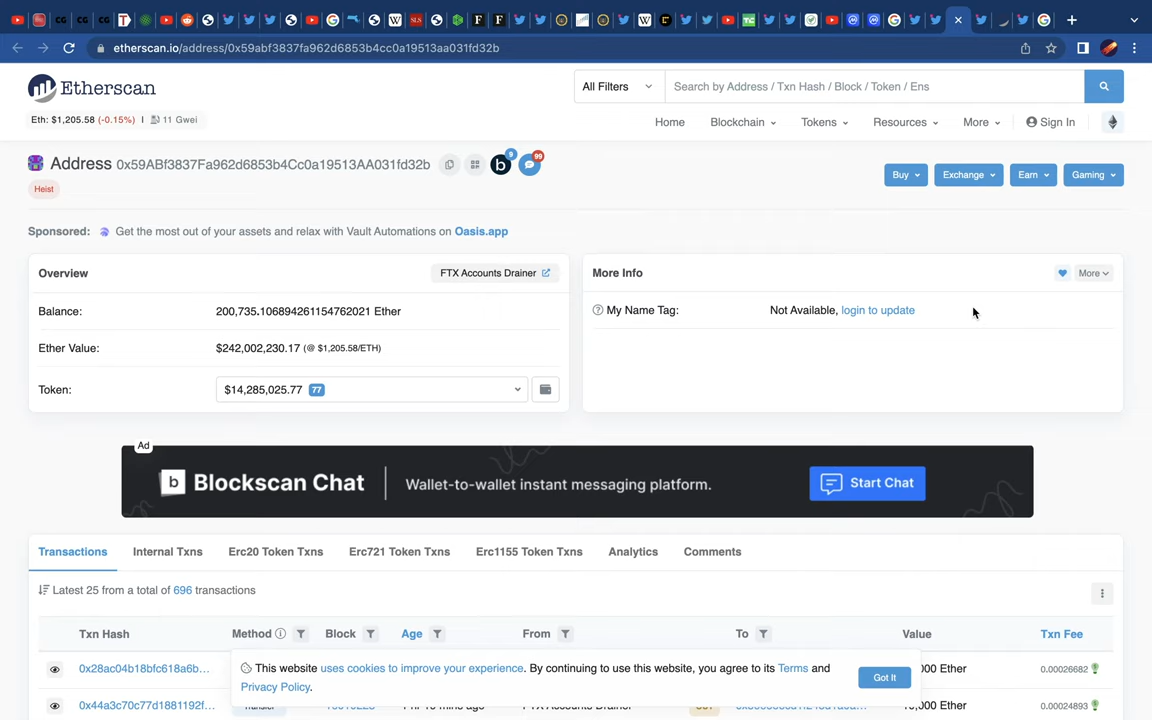 etherscan.io/address/0x59abf3837fa962d6853b4cc0a19513aa031fd32b
Etherscan
All Filters
Search by Address / Txn Hash / Block / Token / Ens
Eth: $1,205.58 (-0.15%) | 11 Gwei
Home Blockchain Tokens Resources More Sign In
Address 0x59ABf3837Fa962d6853b4Cc0a19513AA031fd32b
b 9 99
Buy Exchange Earn Gaming
Heist
Sponsored: Get the most out of your assets and relax with Vault Automations on Oasis.app
Overview FTX Accounts Drainer
Balance: 200,735.106894261154762021 Ether
Ether Value: $242,002,230.17 (@ $1,205.58/ETH)
Token: $14,285,025.77 77
More Info More
My Name Tag: Not Available, login to update
Ad
b Blockscan Chat Wallet-to-wallet instant messaging platform. Start Chat
Transactions Internal Txns Erc20 Token Txns Erc721 Token Txns Erc1155 Token Txns Analytics Comments
Latest 25 from a total of 696 transactions
Txn Hash Method Block Age From To Value Txn Fee
0x28ac04b18bfc618a6b... 000 Ether 0.00026682
This website uses cookies to improve your experience. By continuing to use this website, you agree to its Terms and
Privacy Policy.
Got It
0x44a3c70c77d1881192f... 0.00024893